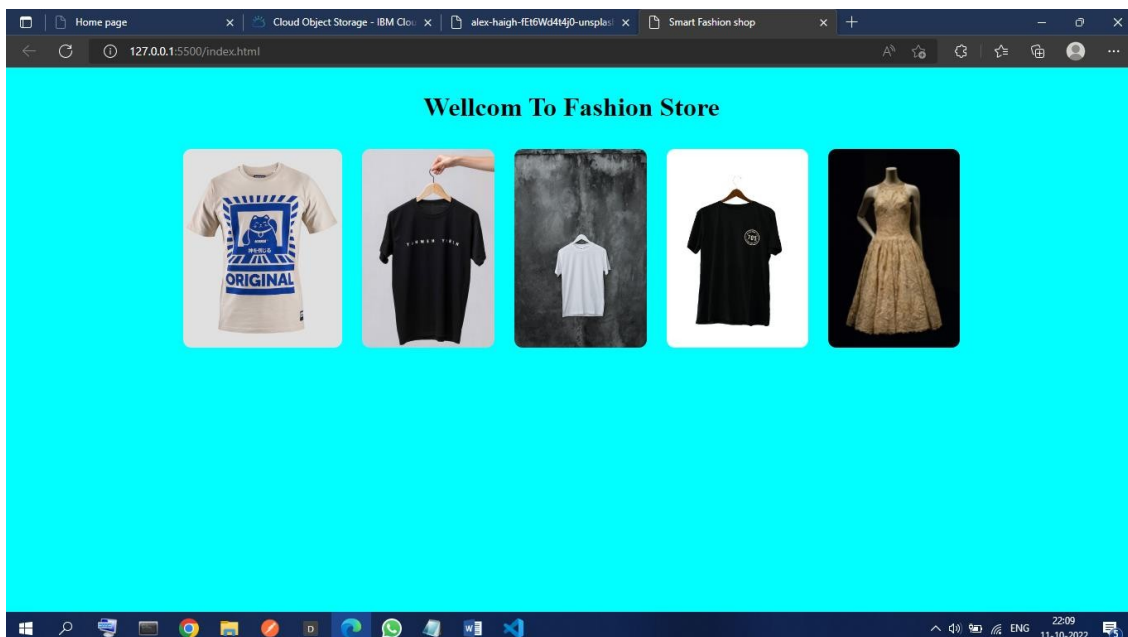 Home page
Cloud Object Storage - IBM Clou
alex-haigh-fEt6Wd4t4j0-unsplas
Smart Fashion shop
127.0.0.1:5500/index.html
Wellcom To Fashion Store
ORIGINAL
ENG
22:09
11-10-2022